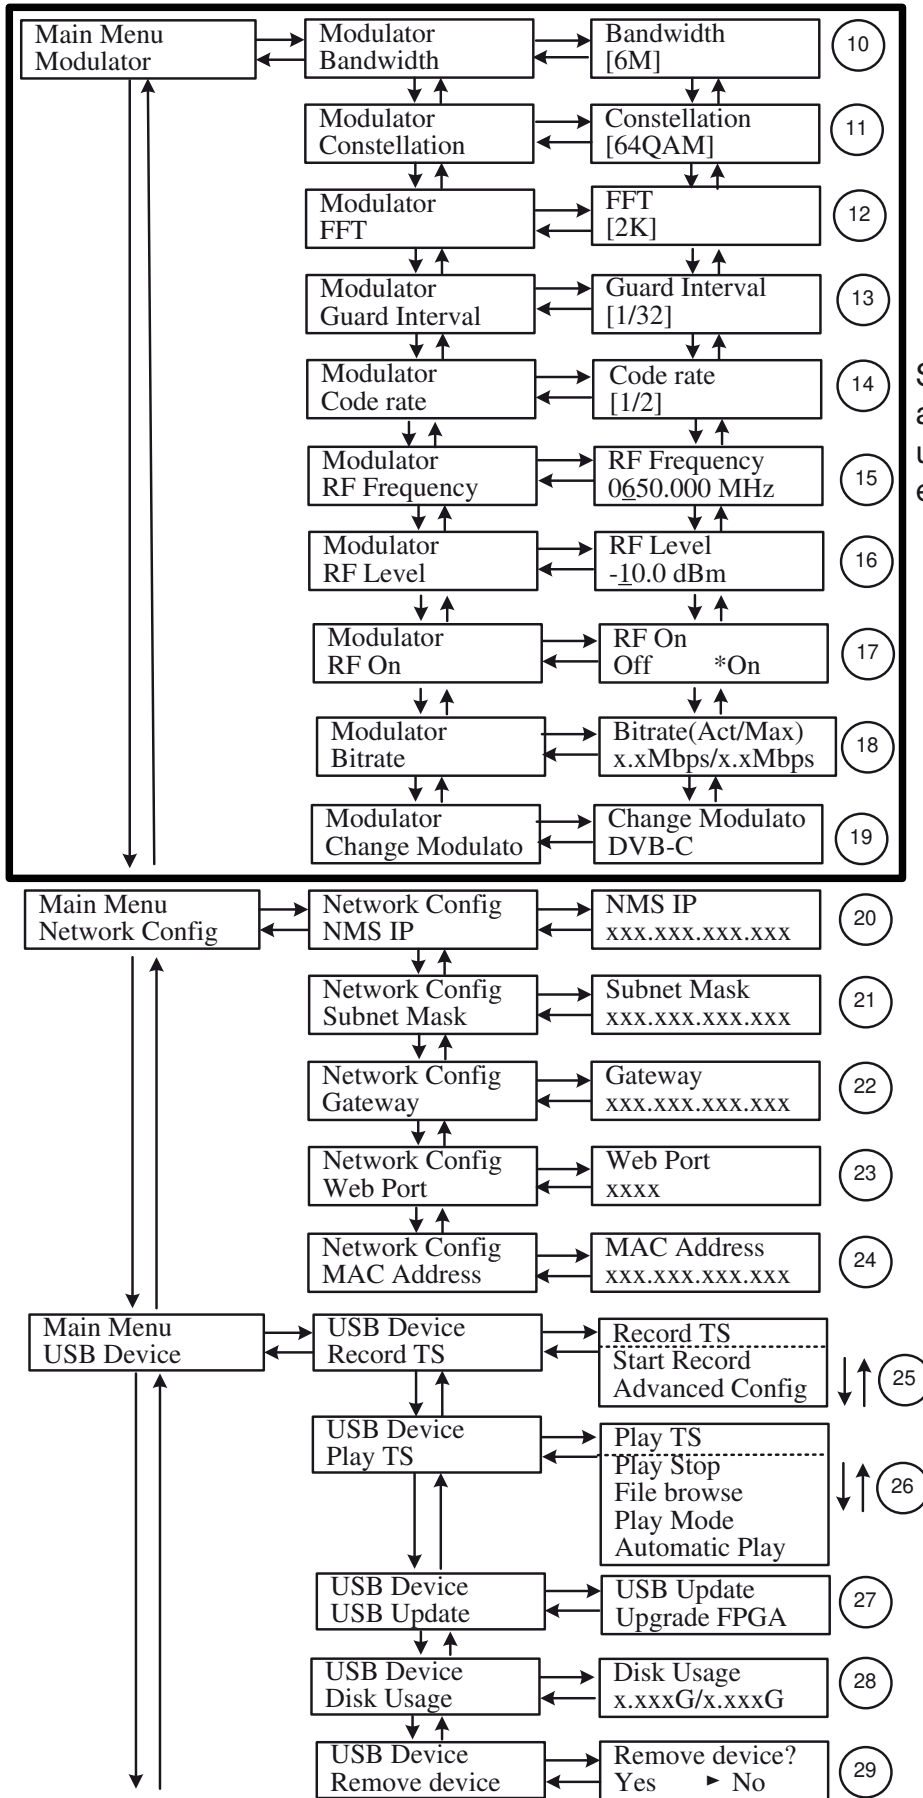 Main Menu
Modulator
Modulator
Bandwidth
Bandwidth
[6M]
10
Modulator
Constellation
Constellation
[64QAM]
11
Modulator
FFT
FFT
[2K]
12
Modulator
Guard Interval
Guard Interval
[1/32]
13
Modulator
Code rate
Code rate
[1/2]
14
Modulator
RF Frequency
RF Frequency
0650.000 MHz
15
Modulator
RF Level
RF Level
-10.0 dBm
16
Modulator
RF On
RF On
Off *On
17
Modulator
Bitrate
Bitrate(Act/Max)
x.xMbps/x.xMbps
18
Modulator
Change Modulato
Change Modulato
DVB-C
19
Main Menu
Network Config
Network Config
NMS IP
NMS IP
xxx.xxx.xxx.xxx
20
Network Config
Subnet Mask
Subnet Mask
xxx.xxx.xxx.xxx
21
Network Config
Gateway
Gateway
xxx.xxx.xxx.xxx
22
Network Config
Web Port
Web Port
xxxx
23
Network Config
MAC Address
MAC Address
xxx.xxx.xxx.xxx
24
Main Menu
USB Device
USB Device
Record TS
Record TS
Start Record
Advanced Config
25
USB Device
Play TS
Play TS
Play Stop
File browse
Play Mode
Automatic Play
26
USB Device
USB Update
USB Update
Upgrade FPGA
27
USB Device
Disk Usage
Disk Usage
x.xxxG/x.xxxG
28
USB Device
Remove device
Remove device?
Yes ► No
29